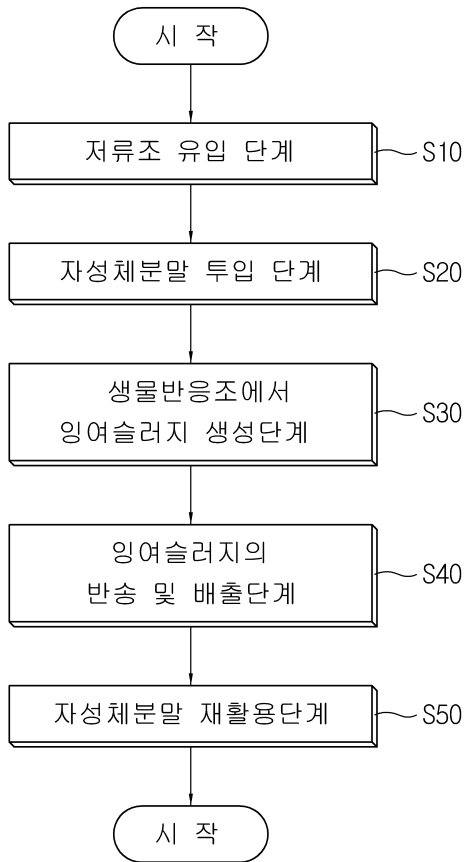 시 작
저류조 유입 단계
S10
자성체분말 투입 단계
S20
생물반응조에서
잉여슬러지 생성단계
S30
잉여슬러지의
반송 및 배출단계
S40
자성체분말 재활용단계
S50
시 작